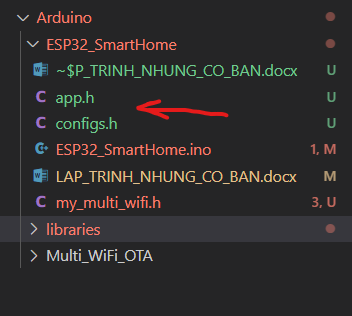 Arduino
ESP32_SmartHome
~$P_TRINH_NHUNG_CO_BAN.docx U
app.h U
configs.h U
ESP32_SmartHome.ino 1, M
LAP_TRINH_NHUNG_CO_BAN.docx M
my_multi_wifi.h 3, U
libraries
Multi_WiFi_OTA